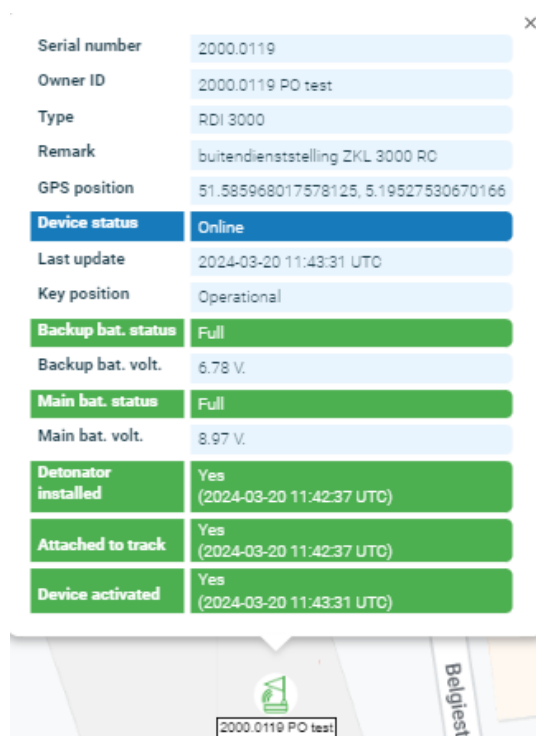 ×
Serial number 2000.0119
Owner ID 2000.0119 PO test
Type RDI 3000
Remark buitendienststelling ZKL 3000 RC
GPS position 51.585968017578125, 5.19527530670166
Device status Online
Last update 2024-03-20 11:43:31 UTC
Key position Operational
Backup bat. status Full
Backup bat. volt. 6.78 V.
Main bat. status Full
Main bat. volt. 8.97 V.
Detonator installed Yes
(2024-03-20 11:42:37 UTC)
Attached to track Yes
(2024-03-20 11:42:37 UTC)
Device activated Yes
(2024-03-20 11:43:31 UTC)
Belgiest
2000.0119 PO test